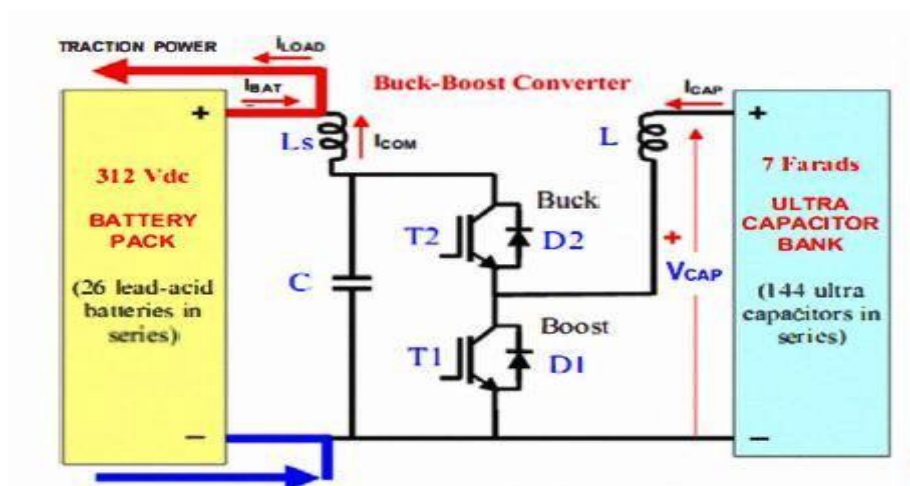 TRACTION POWER
ILOAD
IBAT
Buck-Boost Converter
ICAP
+
Ls
ICOM
L
+
312 Vdc
BATTERY
PACK
(26 lead-acid
batteries in
series)
C
Buck
T2
D2
Boost
T1
D1
+
VCAP
7 Farads
ULTRA
CAPACITOR
BANK
(144 ultra
capacitors in
series)
–
–